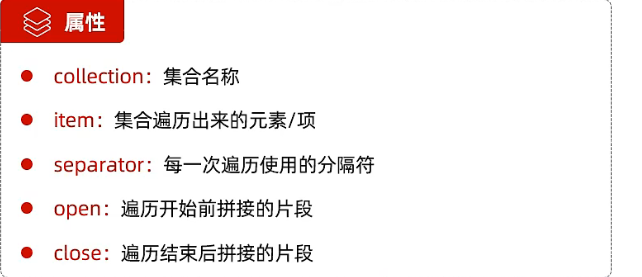 属性
collection：集合名称
item：集合遍历出来的元素/项
separator：每一次遍历使用的分隔符
open：遍历开始前拼接的片段
close：遍历结束后拼接的片段